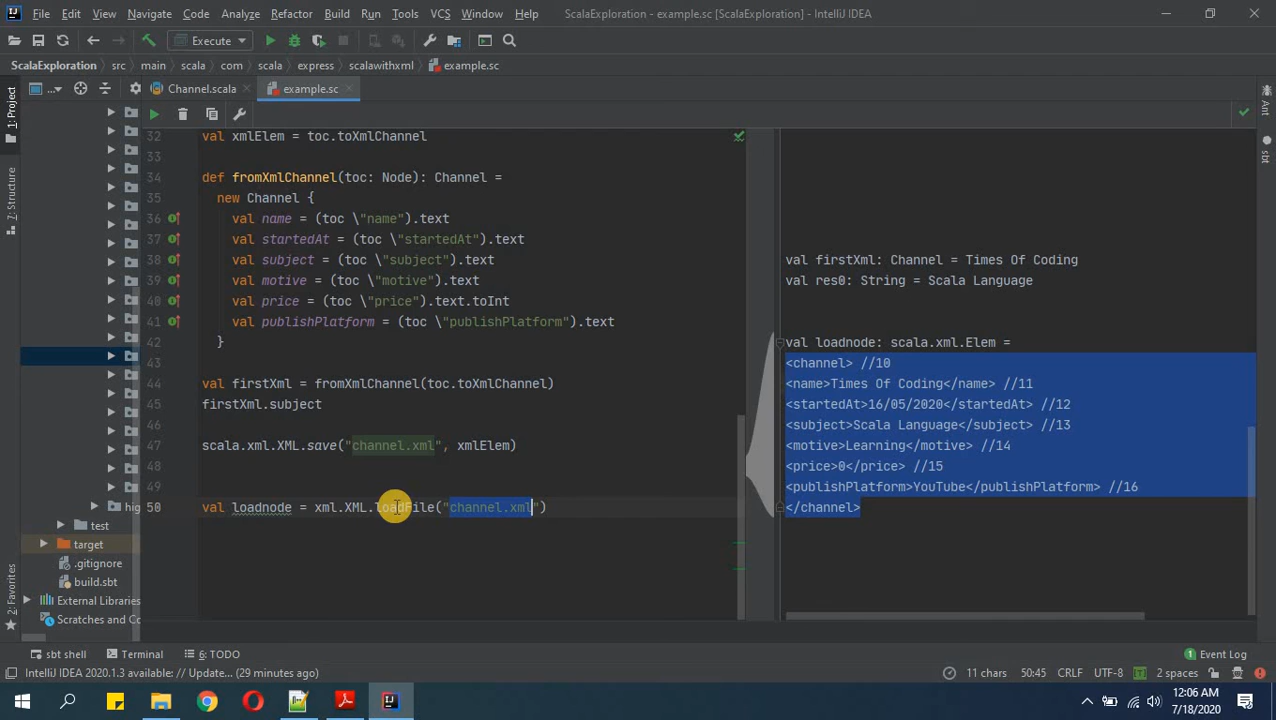 File Edit View Navigate Code Analyze Refactor Build Run Tools VCS Window Help ScalaExploration - example.sc [ScalaExploration] - IntelliJ IDEA
Execute
ScalaExploration src main scala com scala express scalawithxml example.sc
1: Project
Z: Structure
2: Favorites
Channel.scala example.sc
32 val xmlElem = toc.toXmlChannel
33
34 def fromXmlChannel(toc: Node): Channel =
35 new Channel {
36 val name = (toc \"name").text
37 val startedAt = (toc \"startedAt").text
38 val subject = (toc \"subject").text
39 val motive = (toc \"motive").text
40 val price = (toc \"price").text.toInt
41 val publishPlatform = (toc \"publishPlatform").text
42 }
43
44 val firstXml = fromXmlChannel(toc.toXmlChannel)
45 firstXml.subject
46
47 scala.xml.XML.save("channel.xml", xmlElem)
48
49
50 val loadnode = xml.XML.loadFile("channel.xml")
val firstXml: Channel = Times Of Coding
val res0: String = Scala Language
val loadnode: scala.xml.Elem =
<channel> //10
<name>Times Of Coding</name> //11
<startedAt>16/05/2020</startedAt> //12
<subject>Scala Language</subject> //13
<motive>Learning</motive> //14
<price>0</price> //15
<publishPlatform>YouTube</publishPlatform> //16
</channel>
hig
test
target
.gitignore
build.sbt
External Libraries
Scratches and Co
Ant
sbt
sbt shell Terminal 6: TODO 1 Event Log
IntelliJ IDEA 2020.1.3 available: // Update... (29 minutes ago) 11 chars 50:45 CRLF UTF-8 T 2 spaces
12:06 AM
7/18/2020